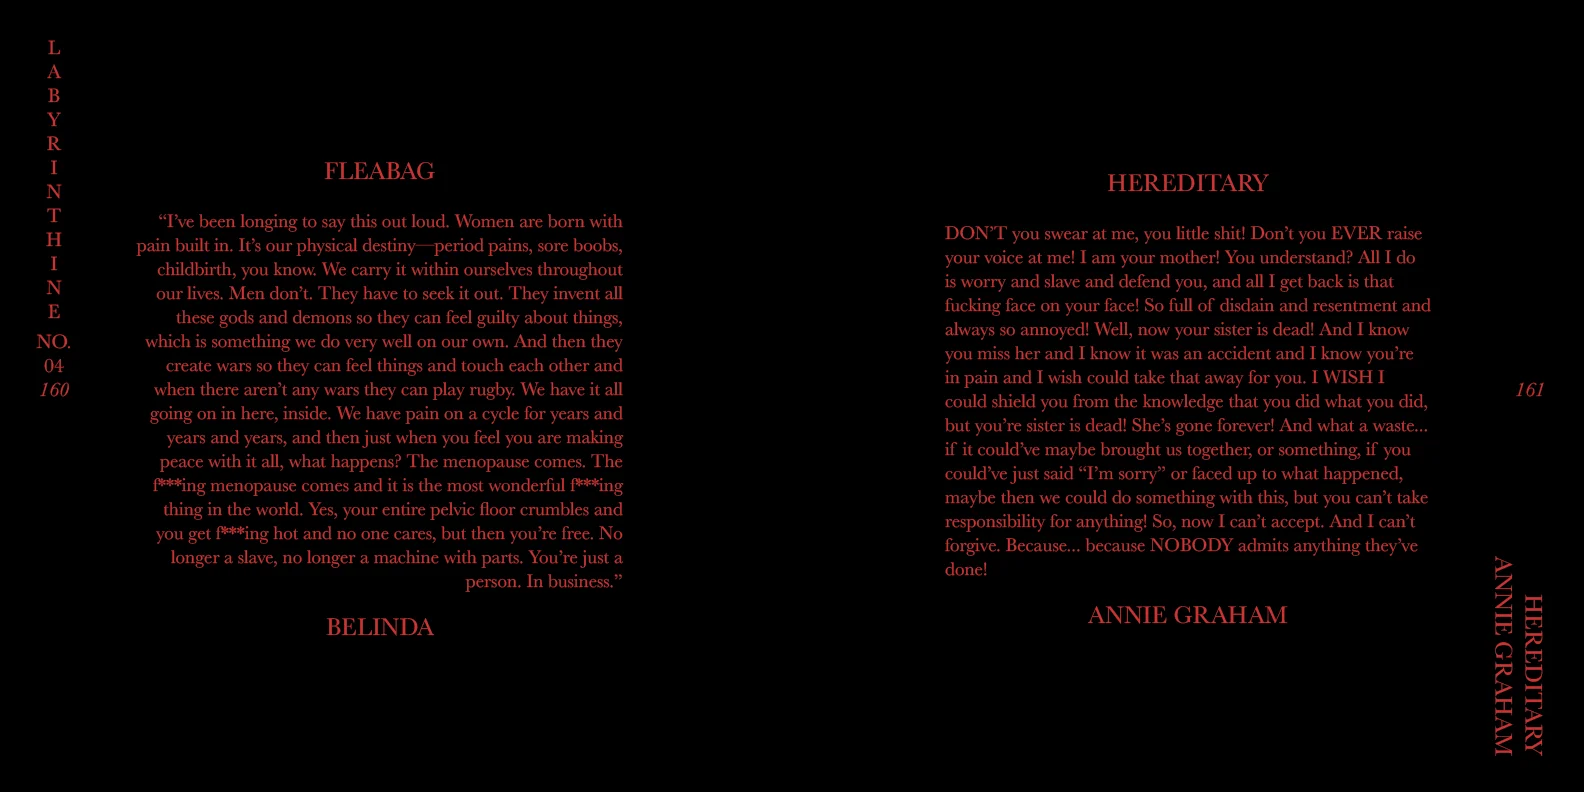 L
A
B
Y
R
I
N
T
H
I
N
E
NO.
04
160
FLEABAG
“I’ve been longing to say this out loud. Women are born with
pain built in. It’s our physical destiny—period pains, sore boobs,
childbirth, you know. We carry it within ourselves throughout
our lives. Men don’t. They have to seek it out. They invent all
these gods and demons so they can feel guilty about things,
which is something we do very well on our own. And then they
create wars so they can feel things and touch each other and
when there aren’t any wars they can play rugby. We have it all
going on in here, inside. We have pain on a cycle for years and
years and years, and then just when you feel you are making
peace with it all, what happens? The menopause comes. The
f***ing menopause comes and it is the most wonderful f***ing
thing in the world. Yes, your entire pelvic floor crumbles and
you get f***ing hot and no one cares, but then you’re free. No
longer a slave, no longer a machine with parts. You’re just a
person. In business.”
BELINDA
HEREDITARY
DON’T you swear at me, you little shit! Don’t you EVER raise
your voice at me! I am your mother! You understand? All I do
is worry and slave and defend you, and all I get back is that
fucking face on your face! So full of disdain and resentment and
always so annoyed! Well, now your sister is dead! And I know
you miss her and I know it was an accident and I know you’re
in pain and I wish could take that away for you. I WISH I
could shield you from the knowledge that you did what you did,
but you’re sister is dead! She’s gone forever! And what a waste...
if it could’ve maybe brought us together, or something, if you
could’ve just said “I’m sorry” or faced up to what happened,
maybe then we could do something with this, but you can’t take
responsibility for anything! So, now I can’t accept. And I can’t
forgive. Because... because NOBODY admits anything they’ve
done!
ANNIE GRAHAM
161
HEREDITARY
ANNIE GRAHAM